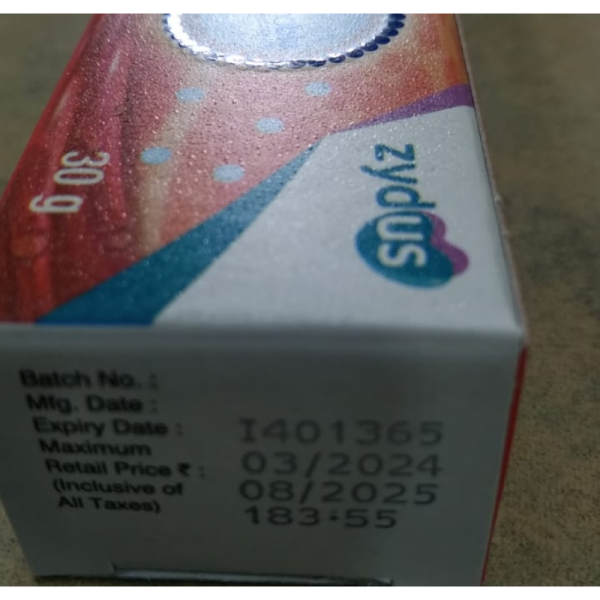 30 g
zydus
Batch No. :
Mfg. Date :
Expiry Date :
Maximum
Retail Price ₹ :
(Inclusive of
All Taxes)
I401365
03/2024
08/2025
183.55